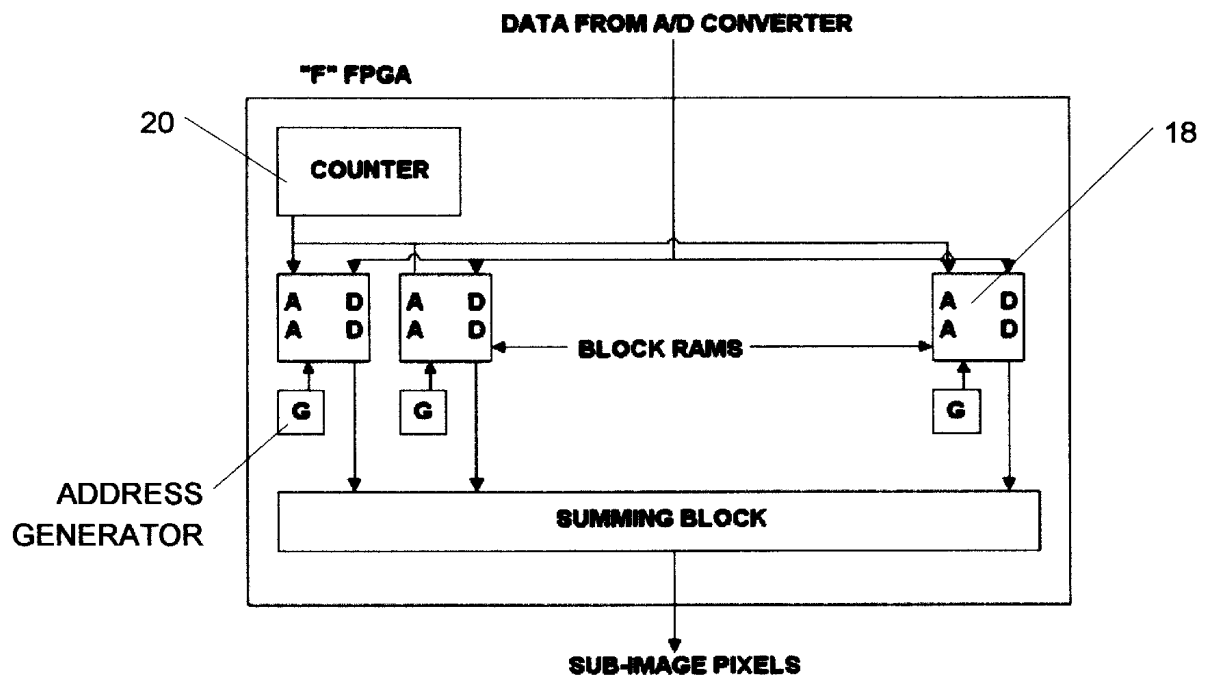 DATA FROM A/D CONVERTER
"F" FPGA
20
18
COUNTER
A D
A D
A D
A D
A D
A D
BLOCK RAMS
G
G
G
ADDRESS
GENERATOR
SUMMING BLOCK
SUB-IMAGE PIXELS